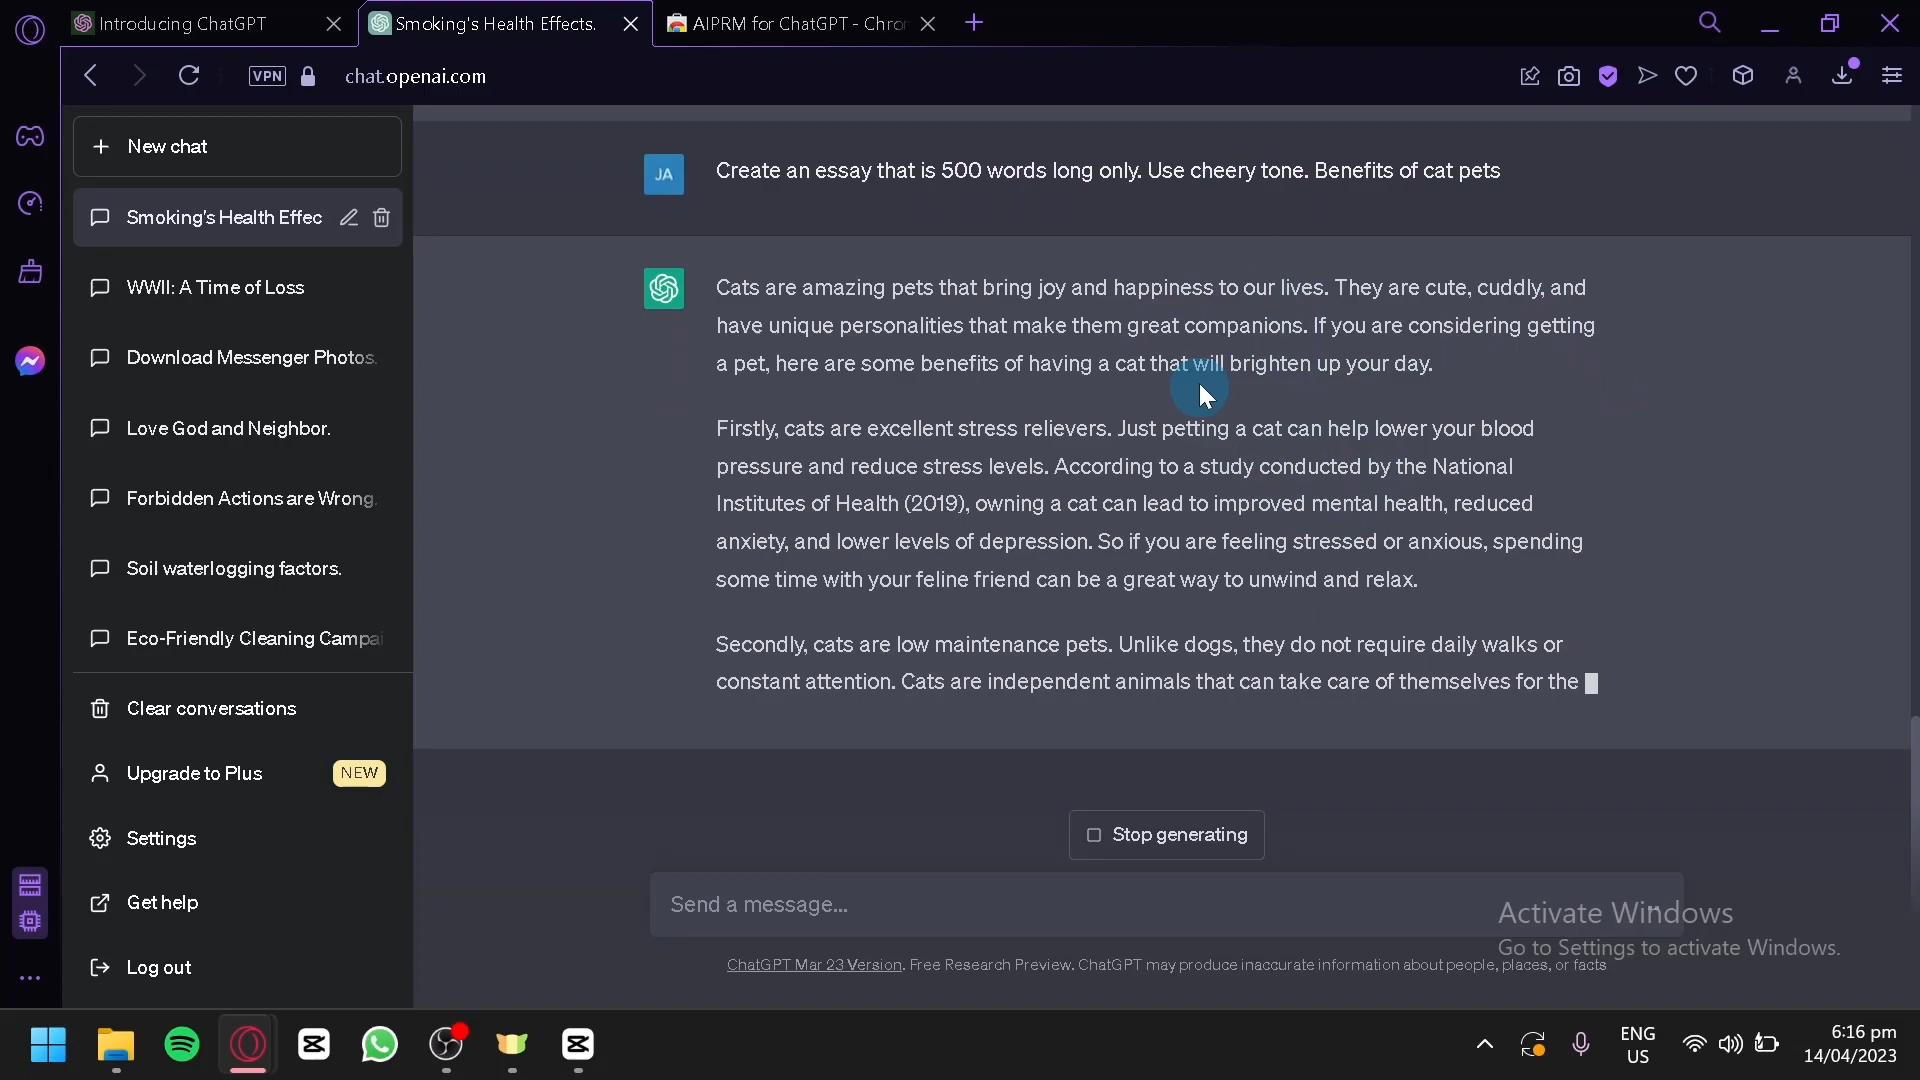 Introducing ChatGPT
Smoking's Health Effects.
AIPRM for ChatGPT - Chro
VPN
chat.openai.com
New chat
Smoking's Health Effec
WWII: A Time of Loss
Download Messenger Photos.
Love God and Neighbor.
Forbidden Actions are Wrong.
Soil waterlogging factors.
Eco-Friendly Cleaning Campai
Clear conversations
Upgrade to Plus
NEW
Settings
Get help
Log out
JA
Create an essay that is 500 words long only. Use cheery tone. Benefits of cat pets
Cats are amazing pets that bring joy and happiness to our lives. They are cute, cuddly, and
have unique personalities that make them great companions. If you are considering getting
a pet, here are some benefits of having a cat that will brighten up your day.
Firstly, cats are excellent stress relievers. Just petting a cat can help lower your blood
pressure and reduce stress levels. According to a study conducted by the National
Institutes of Health (2019), owning a cat can lead to improved mental health, reduced
anxiety, and lower levels of depression. So if you are feeling stressed or anxious, spending
some time with your feline friend can be a great way to unwind and relax.
Secondly, cats are low maintenance pets. Unlike dogs, they do not require daily walks or
constant attention. Cats are independent animals that can take care of themselves for the
Stop generating
Send a message...
Activate Windows
Go to Settings to activate Windows.
ChatGPT Mar 23 Version. Free Research Preview. ChatGPT may produce inaccurate information about people, places, or facts
ENG
US
6:16 pm
14/04/2023